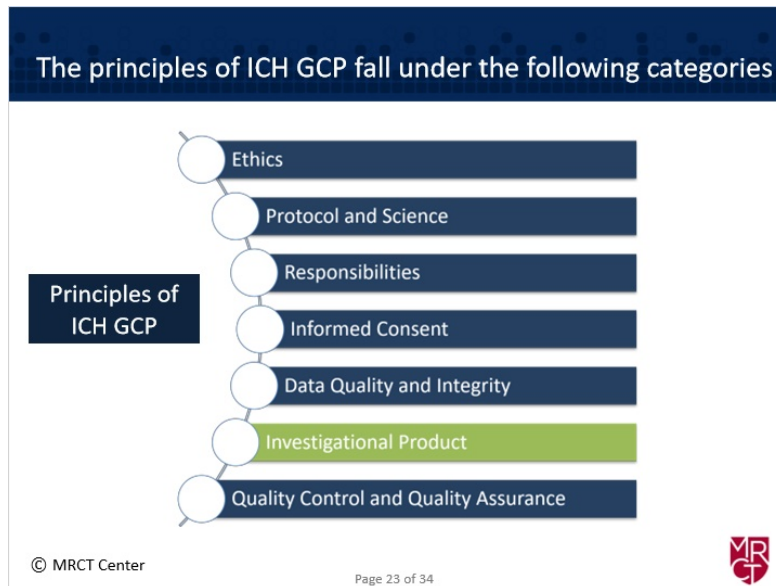 The principles of ICH GCP fall under the following categories
Ethics
Protocol and Science
Responsibilities
Principles of
ICH GCP
Informed Consent
Data Quality and Integrity
Investigational Product
Quality Control and Quality Assurance
© MRCT Center
Page 23 of 34
MR
CT